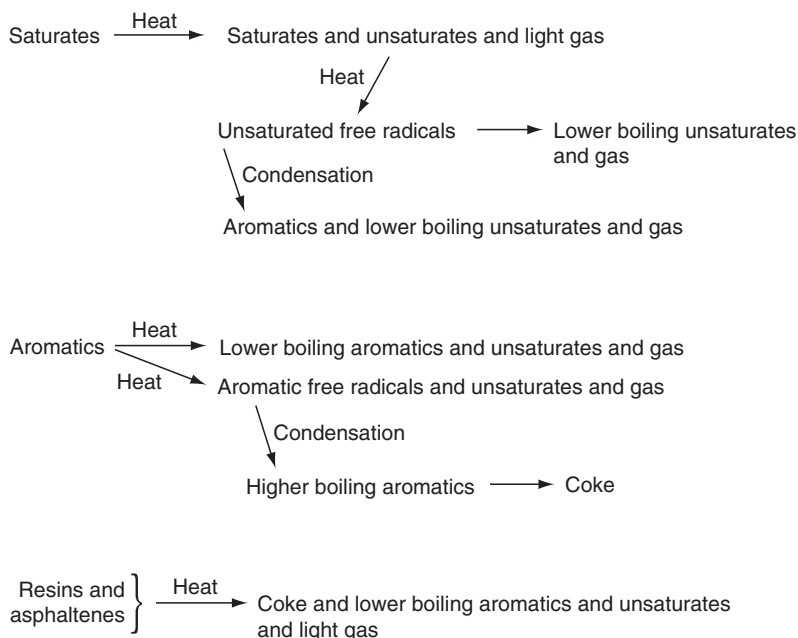 Heat
Saturates
Saturates and unsaturates and light gas
Heat
Unsaturated free radicals
Lower boiling unsaturates
and gas
Condensation
Aromatics and lower boiling unsaturates and gas
Heat
Aromatics
Lower boiling aromatics and unsaturates and gas
Heat
Aromatic free radicals and unsaturates and gas
Condensation
Higher boiling aromatics
Coke
Resins and
asphaltenes
Heat
Coke and lower boiling aromatics and unsaturates
and light gas